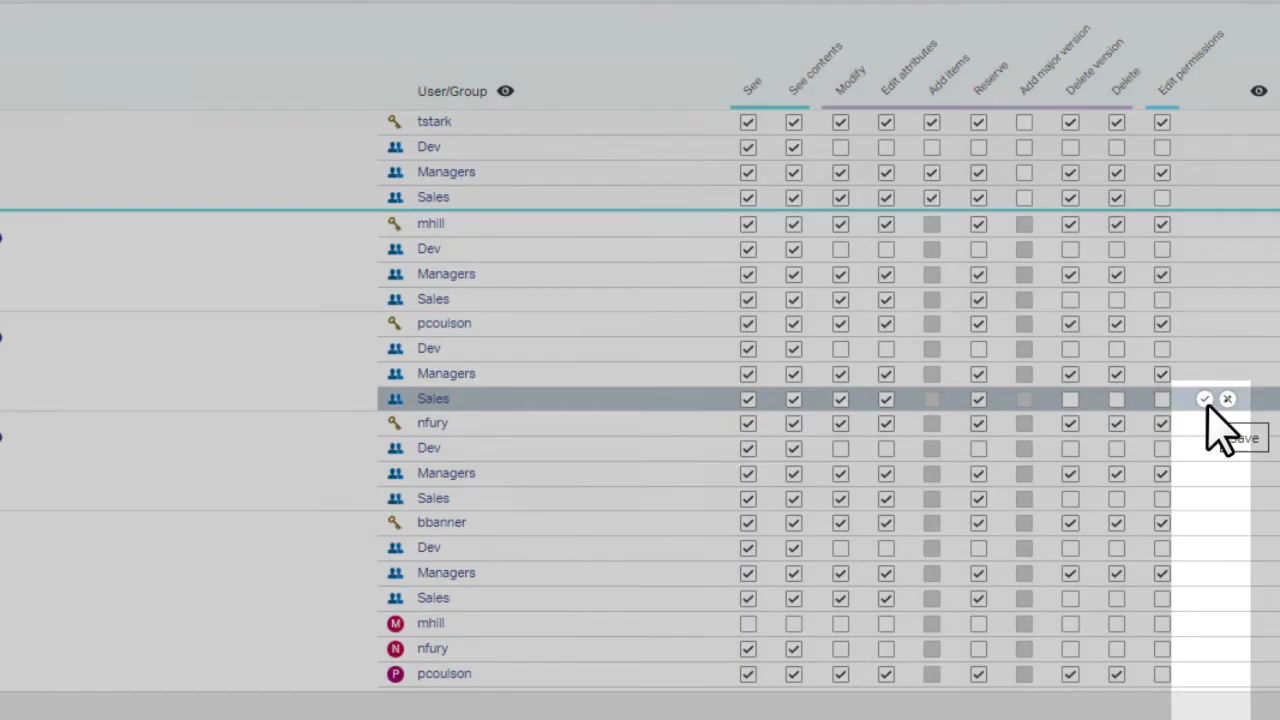 See
See contents
Modify
Edit attributes
Add items
Reserve
Add major version
Delete version
Delete
Edit permissions
User/Group
tstark
Dev
Managers
Sales
mhill
Dev
Managers
Sales
pcoulson
Dev
Managers
Sales
nfury
Save
Dev
Managers
Sales
bbanner
Dev
Managers
Sales
M mhill
N nfury
P pcoulson